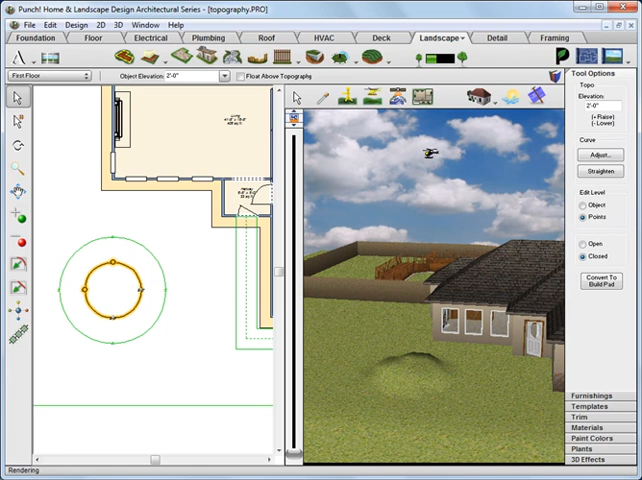 Punch! Home & Landscape Design Architectural Series - [topography.PRO]
File Edit Design 2D 3D Window Help
Foundation Floor Electrical Plumbing Roof HVAC Deck Landscape Detail Framing
First Floor Object Elevation: 2'-0" Float Above Topography
Tool Options
Topo
Elevation:
2'-0"
(+ Raise)
(- Lower)
Curve
Adjust...
Straighten
Edit Level
Object
Points
Open
Closed
Convert To
Build Pad
Furnishings
Templates
Trim
Materials
Paint Colors
Plants
3D Effects
Rendering